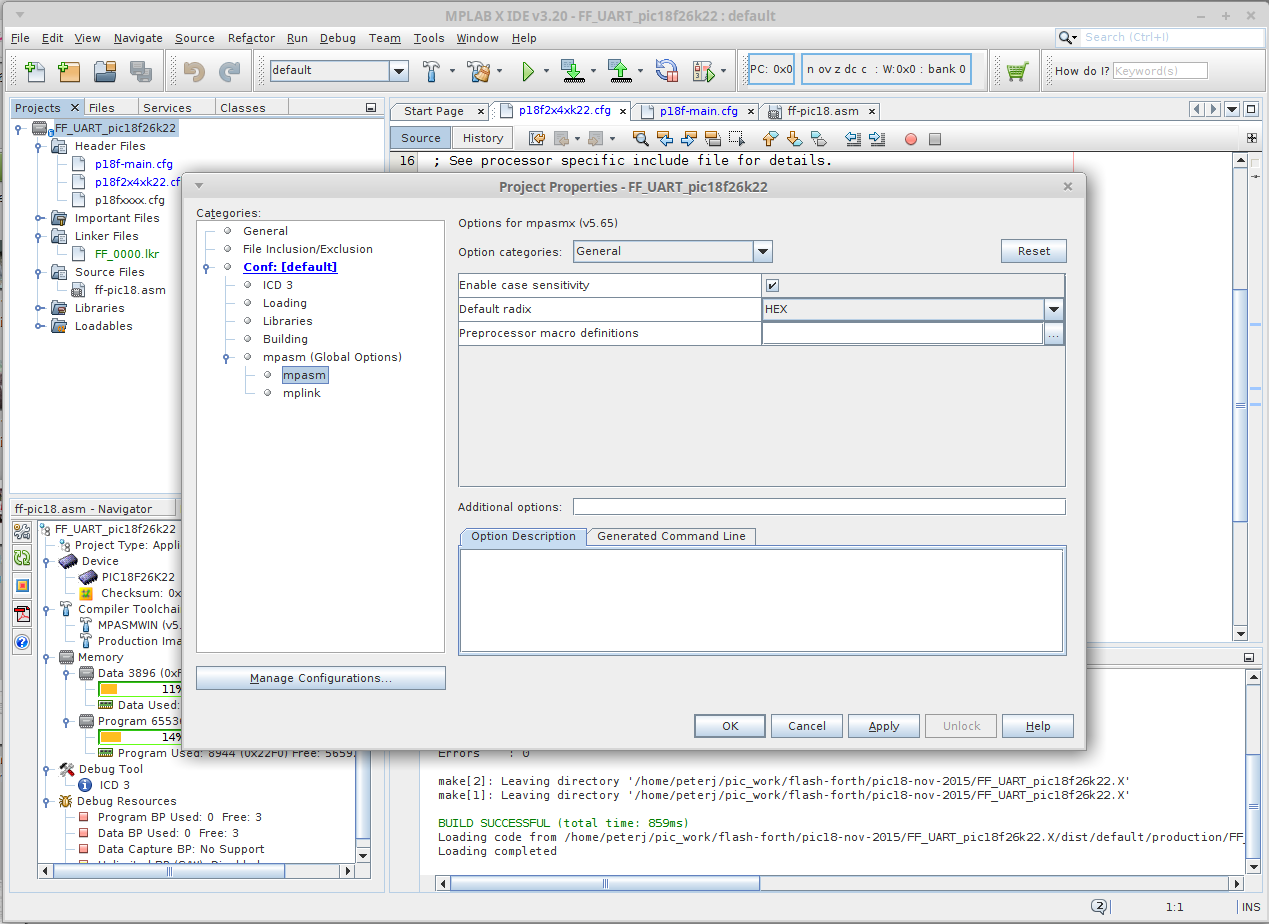 MPLAB X IDE v3.20 - FF_UART_pic18f26k22 : default
File Edit View Navigate Source Refactor Run Debug Team Tools Window Help
Search (Ctrl+I)
default
PC: 0x0
n ov z dc c : W:0x0 : bank 0
How do I?
Keyword(s)
Projects Files Services Classes
FF_UART_pic18f26k22
Header Files
p18f-main.cfg
p18f2x4xk22.cf
p18fxxxx.cfg
Important Files
Linker Files
FF_0000.lkr
Source Files
ff-pic18.asm
Libraries
Loadables
Start Page p18f2x4xk22.cfg p18f-main.cfg ff-pic18.asm
Source History
16 ; See processor specific include file for details.
Project Properties - FF_UART_pic18f26k22
Categories:
General
File Inclusion/Exclusion
Conf: [default]
ICD 3
Loading
Libraries
Building
mpasm (Global Options)
mpasm
mplink
Manage Configurations...
Options for mpasmx (v5.65)
Option categories: General Reset
Enable case sensitivity
Default radix HEX
Preprocessor macro definitions ...
Additional options:
Option Description Generated Command Line
OK Cancel Apply Unlock Help
ff-pic18.asm - Navigator
FF_UART_pic18f26k22
Project Type: Appli
Device
PIC18F26K22
Checksum: 0x
Compiler Toolchai
MPASMWIN (v5.
Production Ima
Memory
Data 3896 (0xF
11%
Data Used:
Program 65536
14%
Program Used: 8944 (0x22F0) Free: 5659
Debug Tool
ICD 3
Debug Resources
Program BP Used: 0 Free: 3
Data BP Used: 0 Free: 3
Data Capture BP: No Support
Errors : 0
make[2]: Leaving directory '/home/peterj/pic_work/flash-forth/pic18-nov-2015/FF_UART_pic18f26k22.X'
make[1]: Leaving directory '/home/peterj/pic_work/flash-forth/pic18-nov-2015/FF_UART_pic18f26k22.X'
BUILD SUCCESSFUL (total time: 859ms)
Loading code from /home/peterj/pic_work/flash-forth/pic18-nov-2015/FF_UART_pic18f26k22.X/dist/default/production/FF_
Loading completed
2
1:1
INS